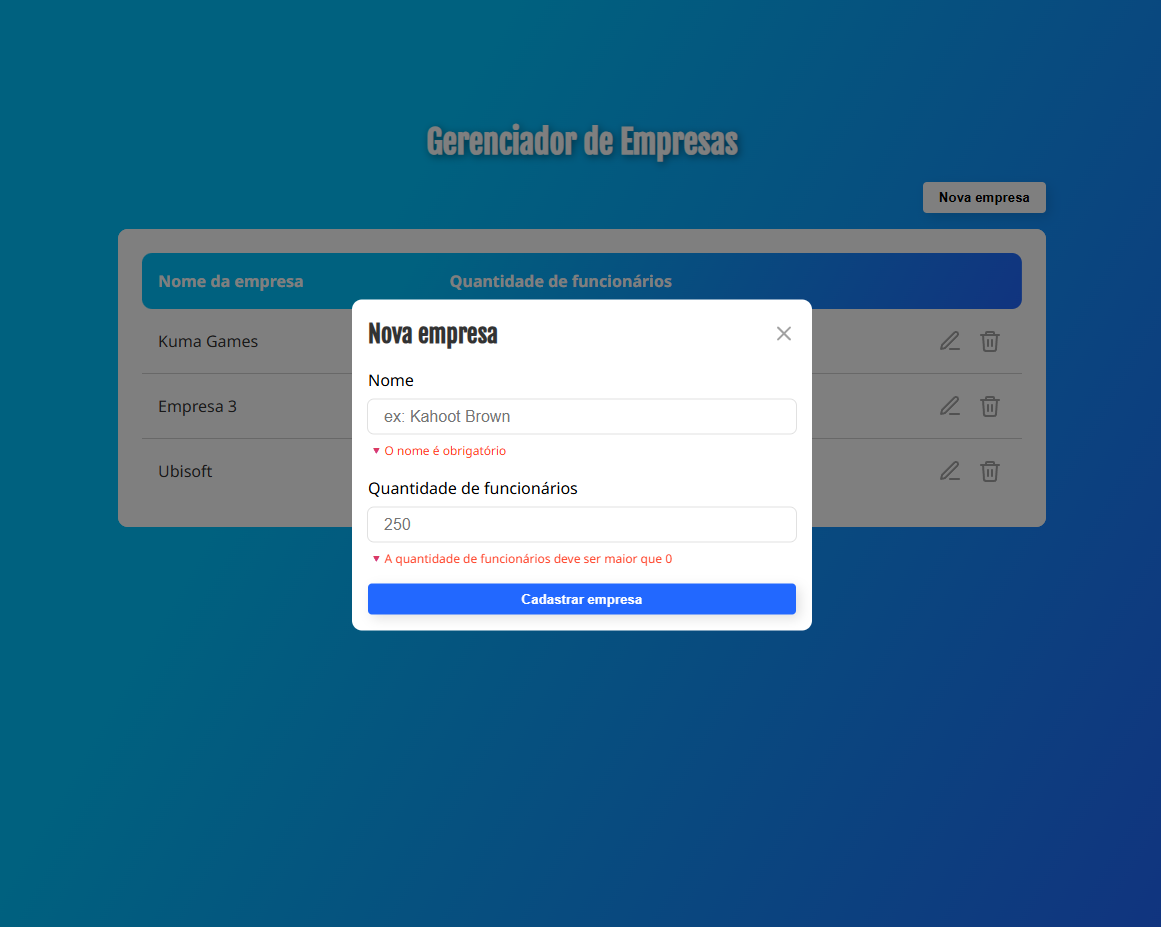 Gerenciador de Empresas
Nova empresa
Nome da empresa Quantidade de funcionários
Kuma Games
Empresa 3
Ubisoft
Nova empresa
Nome
ex: Kahoot Brown
O nome é obrigatório
Quantidade de funcionários
250
A quantidade de funcionários deve ser maior que 0
Cadastrar empresa